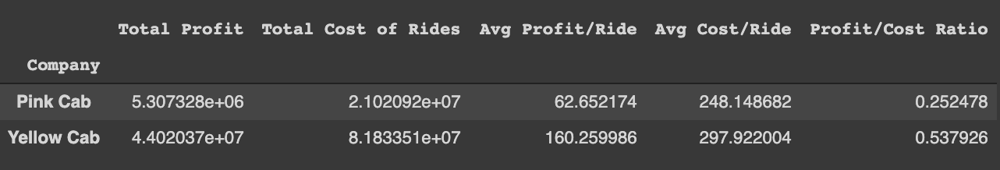 Total Profit Total Cost of Rides Avg Profit/Ride Avg Cost/Ride Profit/Cost Ratio
Company
Pink Cab 5.307328e+06 2.102092e+07 62.652174 248.148682 0.252478
Yellow Cab 4.402037e+07 8.183351e+07 160.259986 297.922004 0.537926